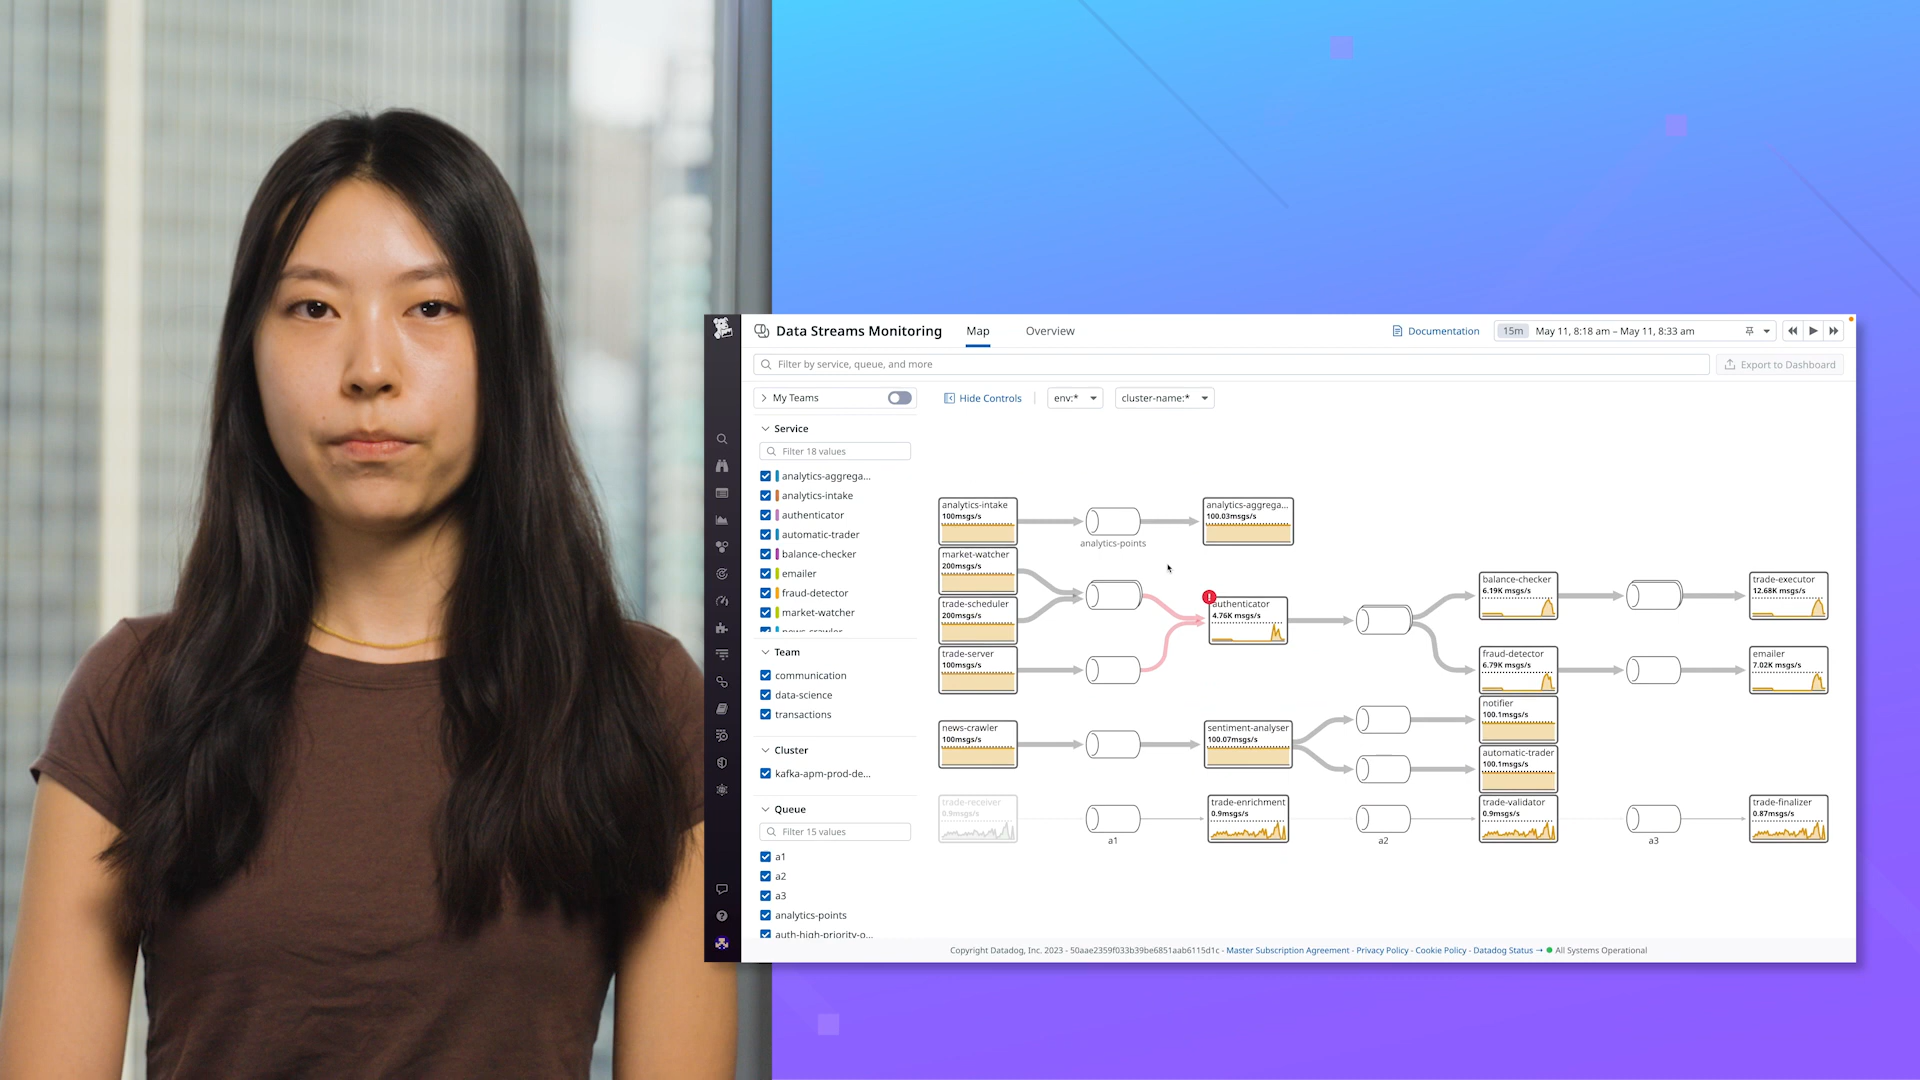 Data Streams Monitoring
Map
Overview
Documentation
15m May 11, 8:18 am – May 11, 8:33 am
Filter by service, queue, and more
Export to Dashboard
My Teams
Hide Controls
env:*
cluster-name:*
Service
Filter 18 values
analytics-aggrega...
analytics-intake
authenticator
automatic-trader
balance-checker
emailer
fraud-detector
market-watcher
news-crawler
Team
communication
data-science
transactions
Cluster
kafka-apm-prod-de...
Queue
Filter 15 values
a1
a2
a3
analytics-points
auth-high-priority-o...
analytics-intake
100msgs/s
analytics-points
analytics-aggrega...
100.03msgs/s
market-watcher
200msgs/s
trade-scheduler
200msgs/s
trade-server
100msgs/s
authenticator
4.76K msgs/s
balance-checker
6.19K msgs/s
trade-executor
12.68K msgs/s
fraud-detector
6.79K msgs/s
emailer
7.02K msgs/s
news-crawler
100msgs/s
sentiment-analyser
100.07msgs/s
notifier
100.1msgs/s
automatic-trader
100.1msgs/s
trade-receiver
0.9msgs/s
a1
trade-enrichment
0.9msgs/s
a2
trade-validator
0.9msgs/s
a3
trade-finalizer
0.87msgs/s
Copyright Datadog, Inc. 2023 - 50aae2359f033b39be6851aab6115d1c - Master Subscription Agreement - Privacy Policy - Cookie Policy - Datadog Status → All Systems Operational